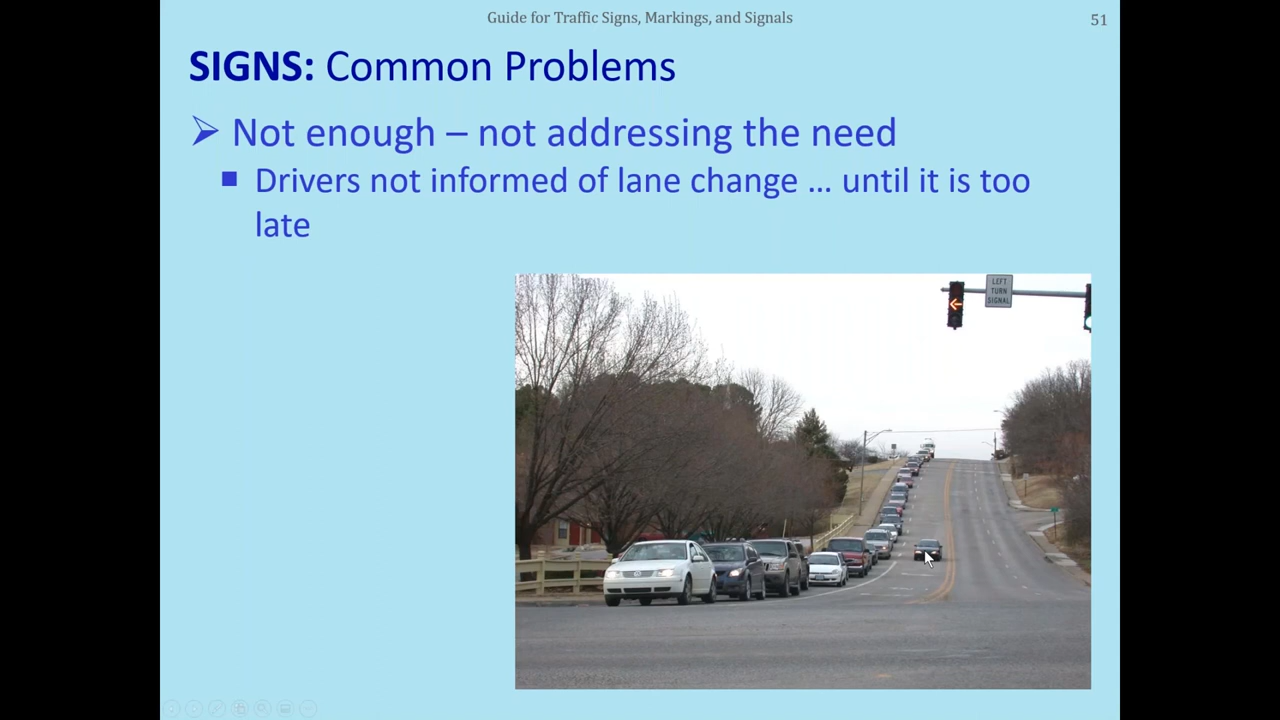 Guide for Traffic Signs, Markings, and Signals
51
SIGNS: Common Problems
➢ Not enough – not addressing the need
▪ Drivers not informed of lane change … until it is too
late
LEFT
TURN
SIGNAL